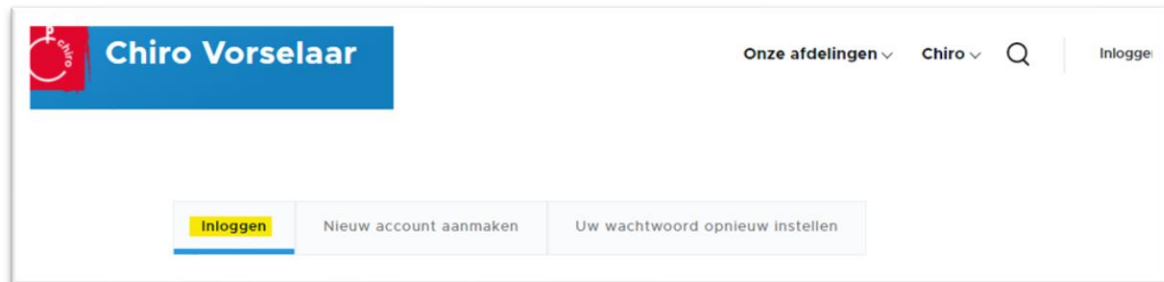 chiro
Chiro Vorselaar
Onze afdelingen
Chiro
Inlogge
Inloggen
Nieuw account aanmaken
Uw wachtwoord opnieuw instellen